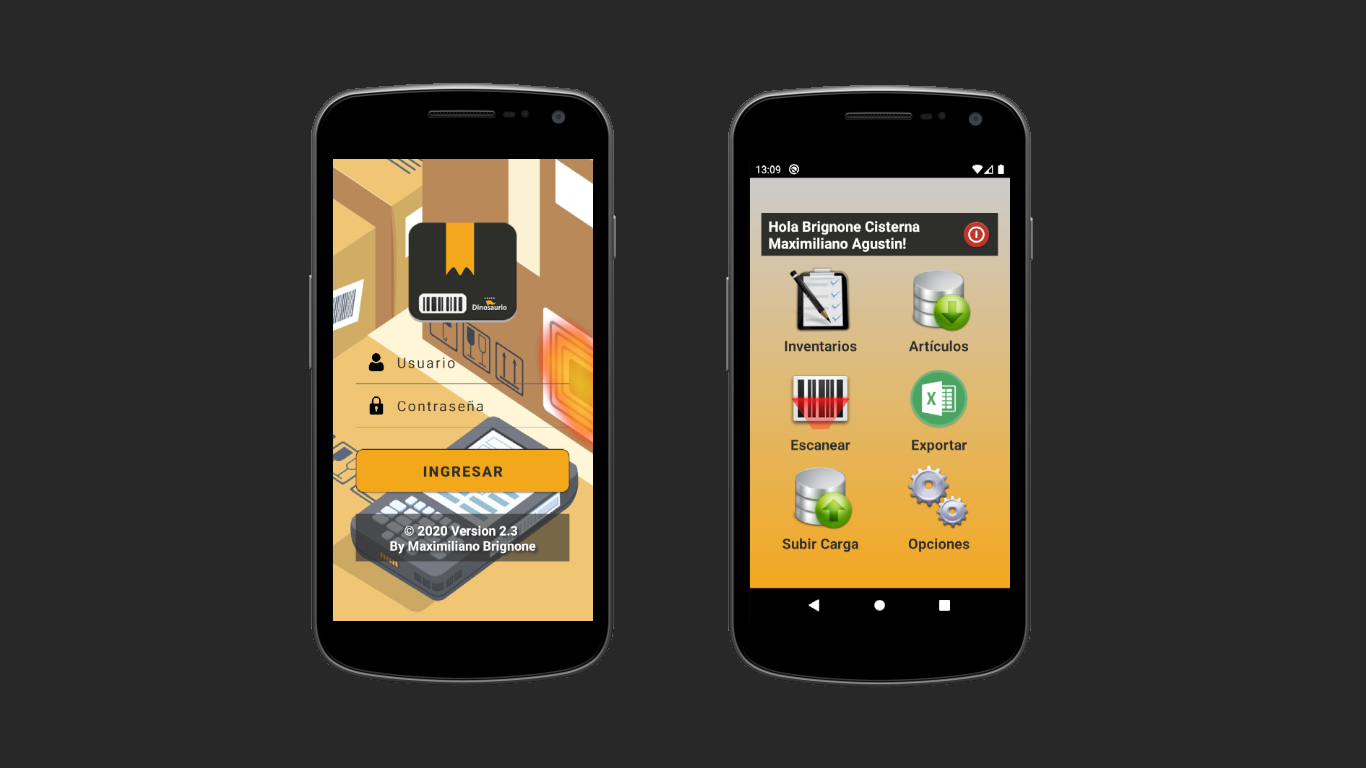 Dinosaurio
Usuario
Contraseña
INGRESAR
© 2020 Version 2.3
By Maximiliano Brignone
13:09
Hola Brignone Cisterna
Maximiliano Agustin!
Inventarios
Artículos
X
Escanear
Exportar
Subir Carga
Opciones